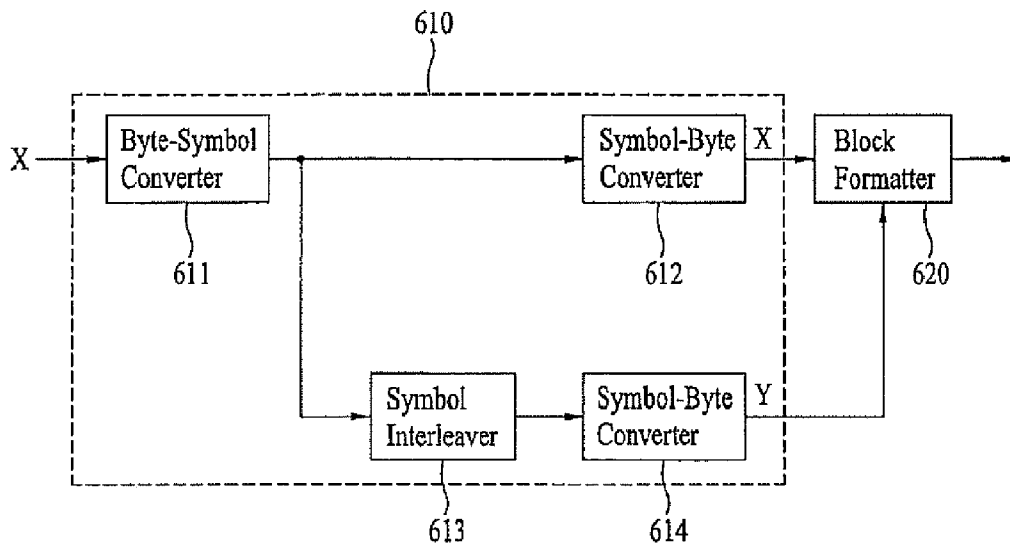 610
X
Byte-Symbol
Converter
611
Symbol-Byte
Converter
612
X
Block
Formatter
620
Symbol
Interleaver
613
Symbol-Byte
Converter
614
Y